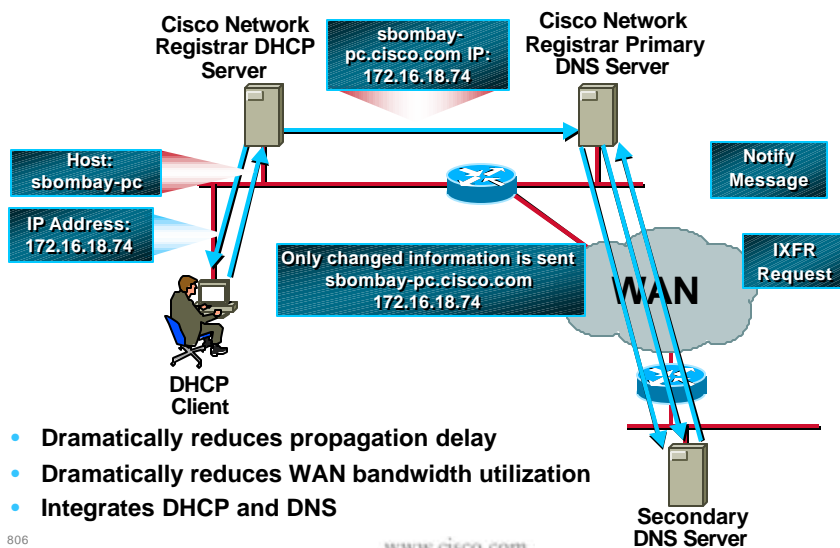 Cisco Network
Registrar DHCP
Server
sbombay-
pc.cisco.com IP:
172.16.18.74
Cisco Network
Registrar Primary
DNS Server
Host:
sbombay-pc
Notify
Message
IP Address:
172.16.18.74
Only changed information is sent
sbombay-pc.cisco.com
172.16.18.74
WAN
IXFR
Request
DHCP
Client
• Dramatically reduces propagation delay
• Dramatically reduces WAN bandwidth utilization
• Integrates DHCP and DNS
Secondary
DNS Server
806
www.cisco.com